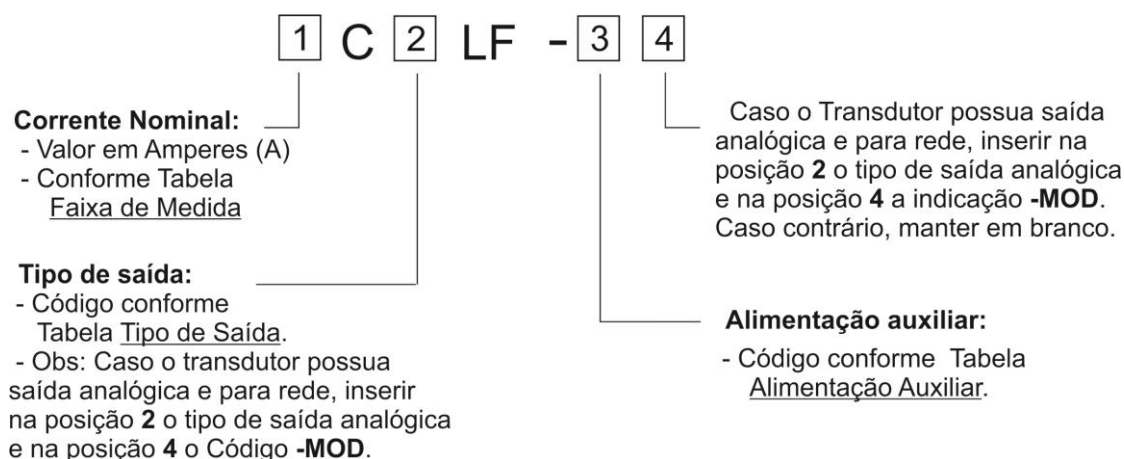 1 C 2 LF - 3 4
Corrente Nominal:
- Valor em Amperes (A)
- Conforme Tabela
Faixa de Medida
Tipo de saída:
- Código conforme
Tabela Tipo de Saída.
- Obs: Caso o transdutor possua
saída analógica e para rede, inserir
na posição 2 o tipo de saída analógica
e na posição 4 o Código -MOD.
Caso o Transdutor possua saída
analógica e para rede, inserir na
posição 2 o tipo de saída analógica
e na posição 4 a indicação -MOD.
Caso contrário, manter em branco.
Alimentação auxiliar:
- Código conforme Tabela
Alimentação Auxiliar.